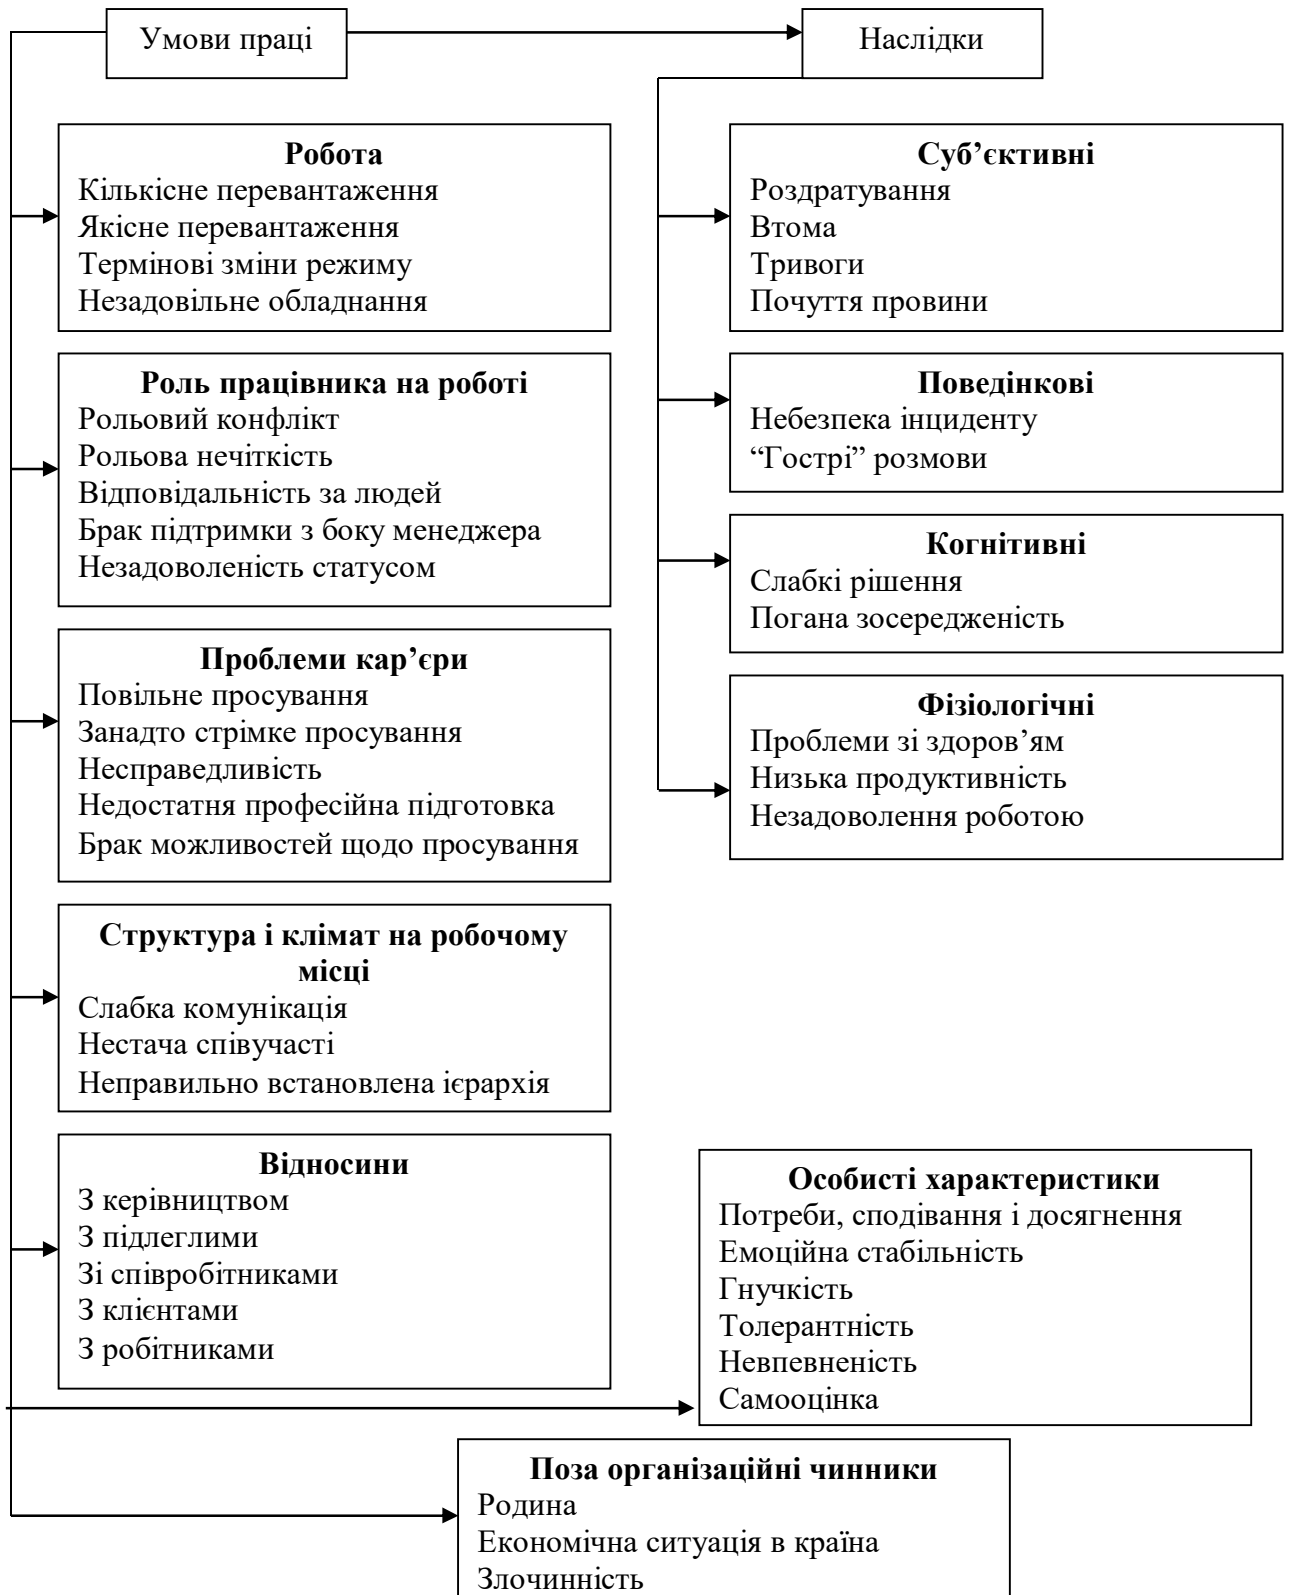 Умови праці
Наслідки
Робота
Кількісне перевантаження
Якісне перевантаження
Термінові зміни режиму
Незадовільне обладнання
Роль працівника на роботі
Рольовий конфлікт
Рольова нечіткість
Відповідальність за людей
Брак підтримки з боку менеджера
Незадоволеність статусом
Проблеми кар’єри
Повільне просування
Занадто стрімке просування
Несправедливість
Недостатня професійна підготовка
Брак можливостей щодо просування
Структура і клімат на робочому
місці
Слабка комунікація
Нестача співучасті
Неправильно встановлена ієрархія
Відносини
З керівництвом
З підлеглими
Зі співробітниками
З клієнтами
З робітниками
Суб’єктивні
Роздратування
Втома
Тривоги
Почуття провини
Поведінкові
Небезпека інциденту
“Гострі” розмови
Когнітивні
Слабкі рішення
Погана зосередженість
Фізіологічні
Проблеми зі здоров’ям
Низька продуктивність
Незадоволення роботою
Особисті характеристики
Потреби, сподівання і досягнення
Емоційна стабільність
Гнучкість
Толерантність
Невпевненість
Самооцінка
Поза організаційні чинники
Родина
Економічна ситуація в країна
Злочинність